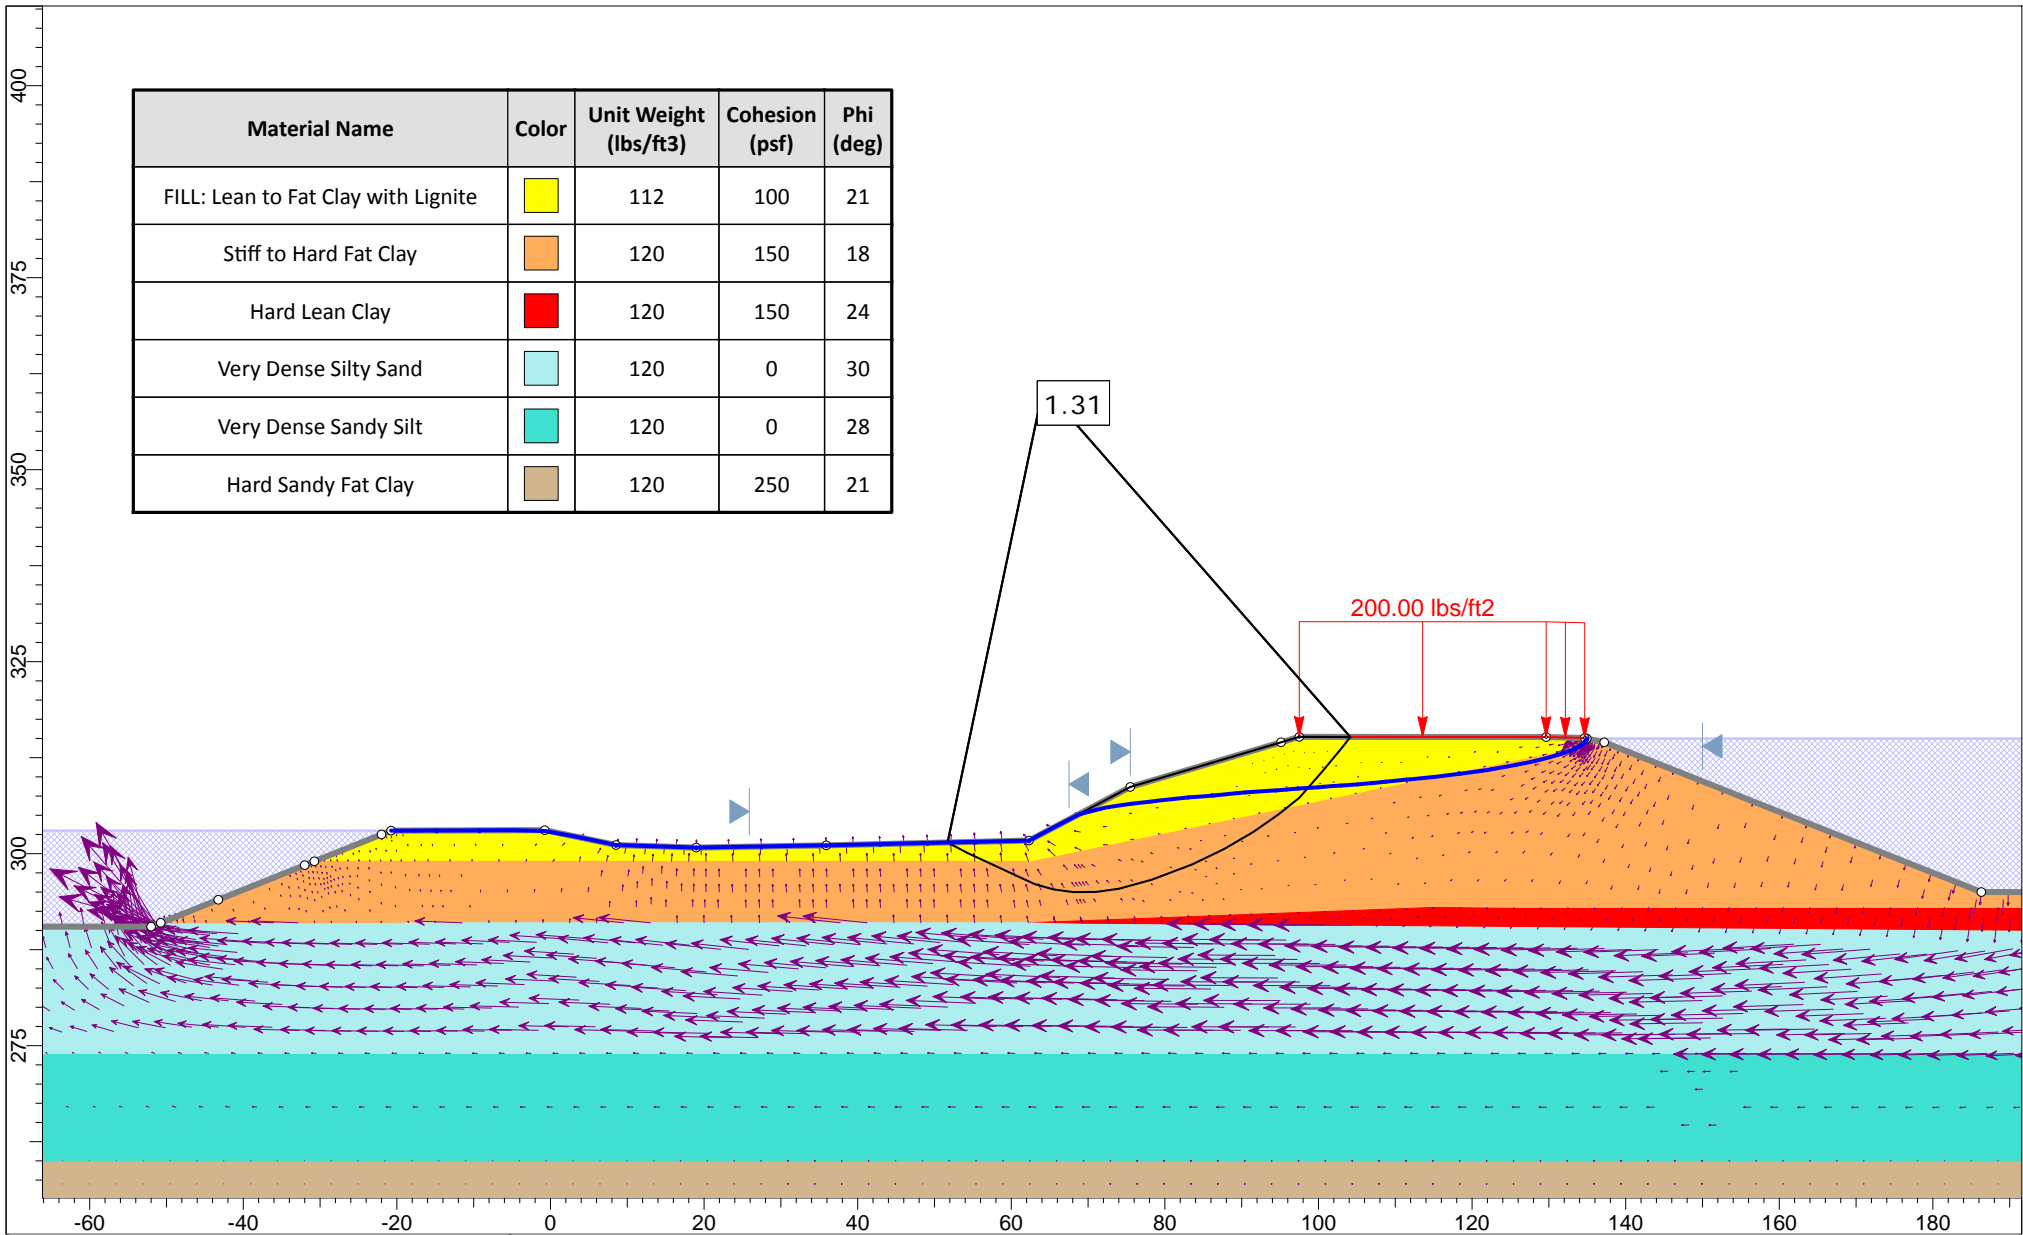 400
375
350
325
300
275
Material Name Color Unit Weight (lbs/ft3) Cohesion (psf) Phi (deg)
FILL: Lean to Fat Clay with Lignite 112 100 21
Stiff to Hard Fat Clay 120 150 18
Hard Lean Clay 120 150 24
Very Dense Silty Sand 120 0 30
Very Dense Sandy Silt 120 0 28
Hard Sandy Fat Clay 120 250 21
1.31
200.00 lbs/ft2
-60 -40 -20 0 20 40 60 80 100 120 140 160 180